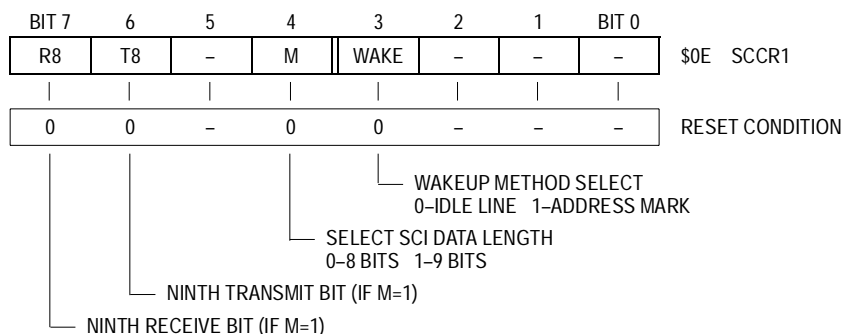 BIT 7 6 5 4 3 2 1 BIT 0
R8 T8 – M WAKE – – – $0E SCCR1
0 0 – 0 0 – – – RESET CONDITION
WAKEUP METHOD SELECT
0–IDLE LINE 1–ADDRESS MARK
SELECT SCI DATA LENGTH
0–8 BITS 1–9 BITS
NINTH TRANSMIT BIT (IF M=1)
NINTH RECEIVE BIT (IF M=1)